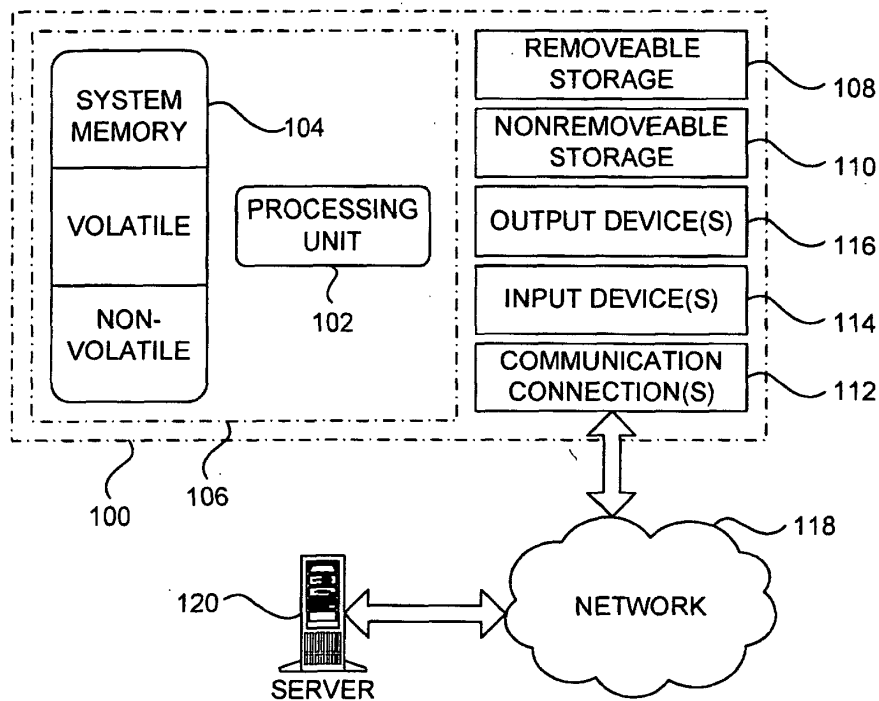 SYSTEM
MEMORY
104
VOLATILE
NON-
VOLATILE
PROCESSING
UNIT
102
REMOVEABLE
STORAGE
108
NONREMOVEABLE
STORAGE
110
OUTPUT DEVICE(S)
116
INPUT DEVICE(S)
114
COMMUNICATION
CONNECTION(S)
112
100
106
118
NETWORK
120
SERVER